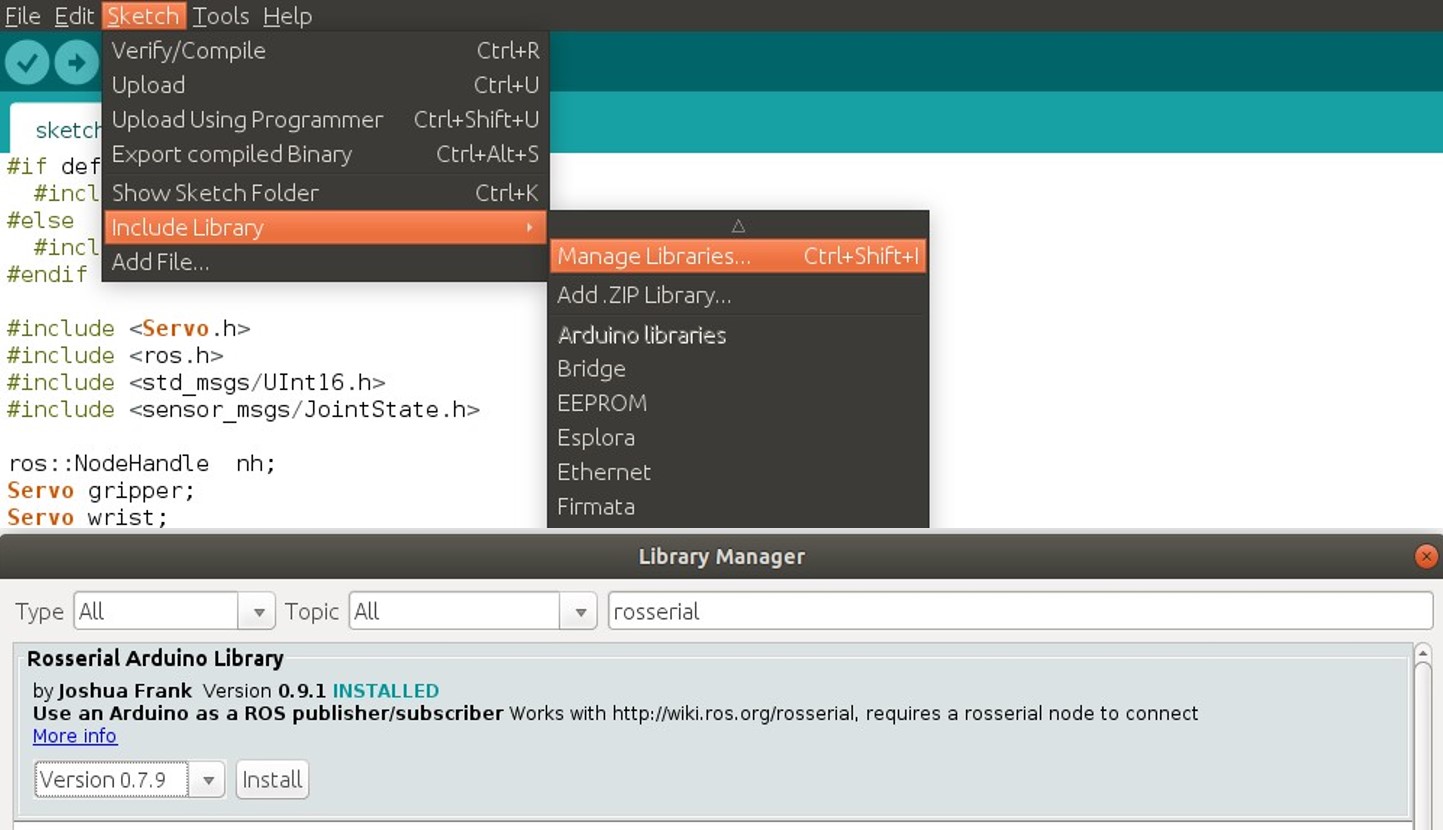 File Edit Sketch Tools Help
Verify/Compile Ctrl+R
Upload Ctrl+U
Upload Using Programmer Ctrl+Shift+U
Export compiled Binary Ctrl+Alt+S
Show Sketch Folder Ctrl+K
Include Library
Add File...
Manage Libraries... Ctrl+Shift+I
Add .ZIP Library...
Arduino libraries
Bridge
EEPROM
Esplora
Ethernet
Firmata
sketch
#if def
#incl
#else
#incl
#endif
#include <Servo.h>
#include <ros.h>
#include <std_msgs/UInt16.h>
#include <sensor_msgs/JointState.h>
ros::NodeHandle  nh;
Servo gripper;
Servo wrist;
Library Manager
Type All Topic All rosserial
Rosserial Arduino Library
by Joshua Frank Version 0.9.1 INSTALLED
Use an Arduino as a ROS publisher/subscriber Works with http://wiki.ros.org/rosserial, requires a rosserial node to connect
More info
Version 0.7.9 Install